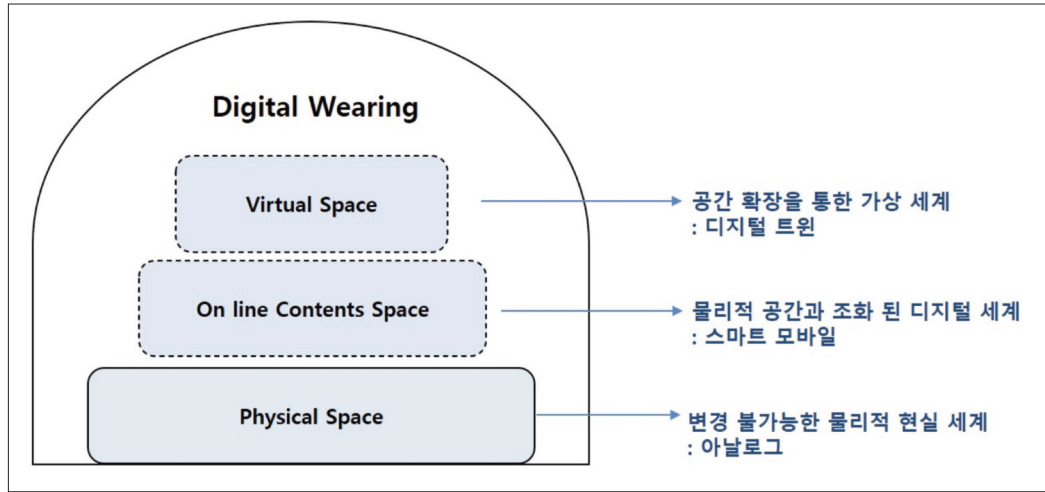 Digital Wearing
Virtual Space
공간 확장을 통한 가상 세계
: 디지털 트윈
On line Contents Space
물리적 공간과 조화 된 디지털 세계
: 스마트 모바일
Physical Space
변경 불가능한 물리적 현실 세계
: 아날로그